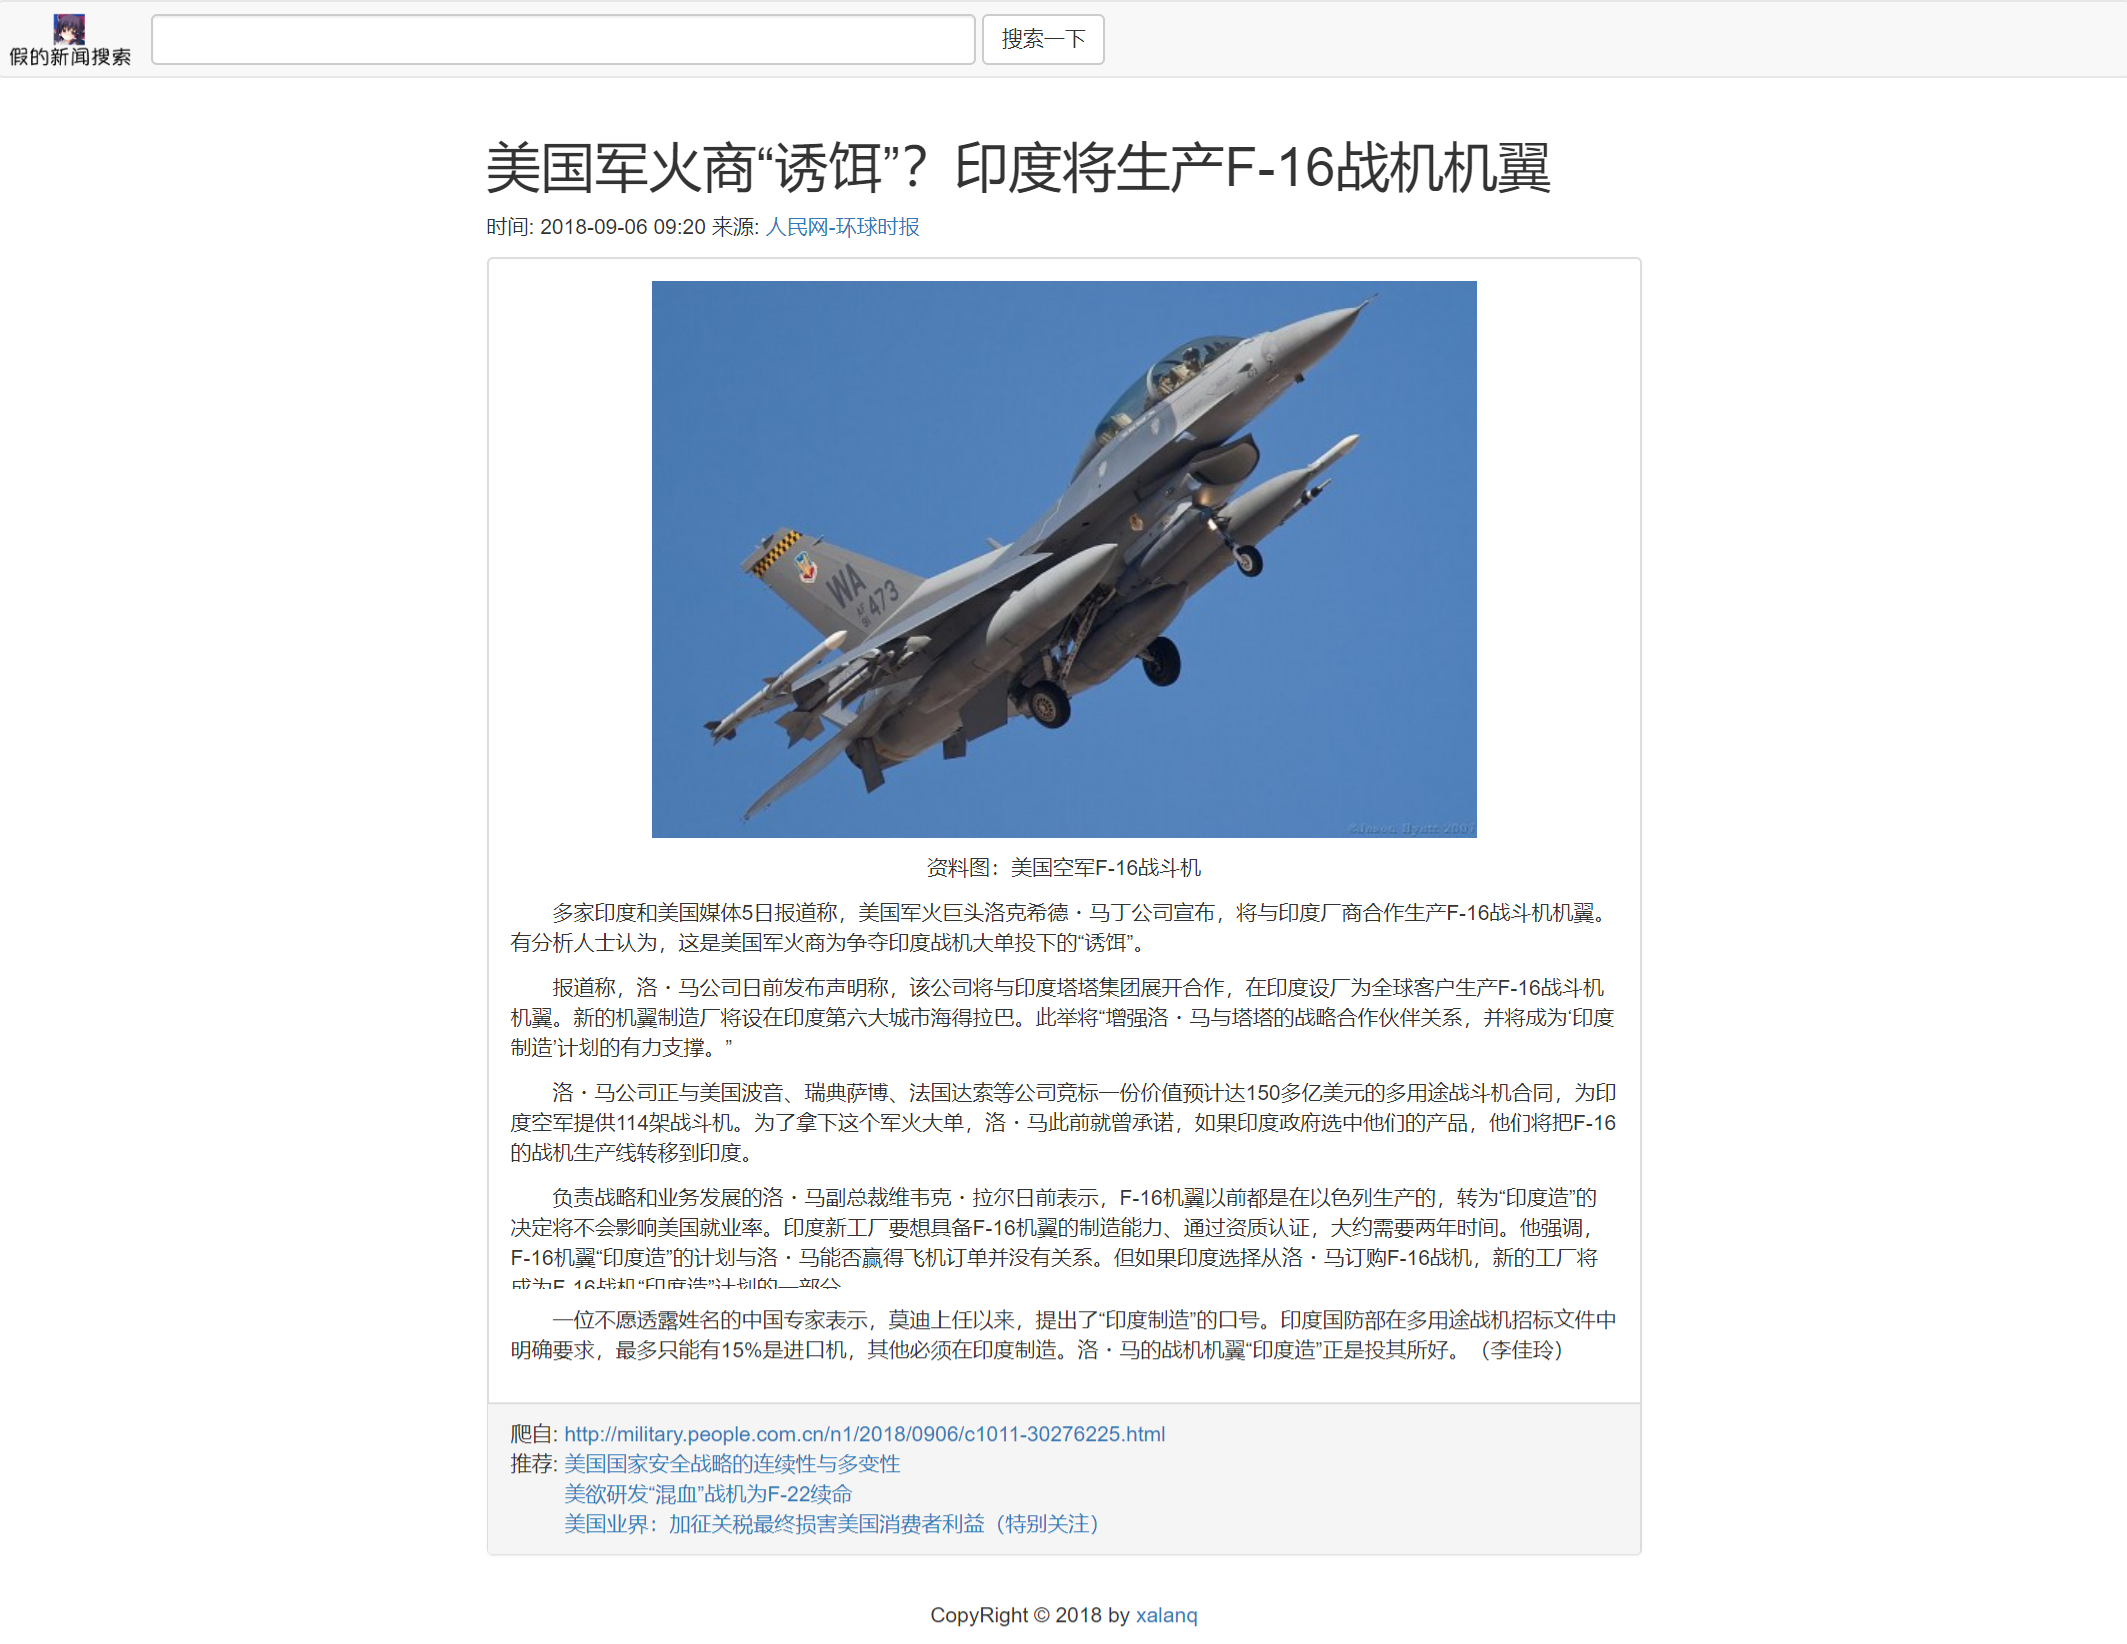 假的新闻搜索
搜索一下
美国军火商“诱饵”？印度将生产F-16战机机翼
时间: 2018-09-06 09:20 来源: 人民网-环球时报
WA
AF
96
473
©Jason Hyatt 2007
资料图：美国空军F-16战斗机
多家印度和美国媒体5日报道称，美国军火巨头洛克希德·马丁公司宣布，将与印度厂商合作生产F-16战斗机机翼。
有分析人士认为，这是美国军火商为争夺印度战机大单投下的“诱饵”。
报道称，洛·马公司日前发布声明称，该公司将与印度塔塔集团展开合作，在印度设厂为全球客户生产F-16战斗机
机翼。新的机翼制造厂将设在印度第六大城市海得拉巴。此举将“增强洛·马与塔塔的战略合作伙伴关系，并将成为‘印度
制造’计划的有力支撑。”
洛·马公司正与美国波音、瑞典萨博、法国达索等公司竞标一份价值预计达150多亿美元的多用途战斗机合同，为印
度空军提供114架战斗机。为了拿下这个军火大单，洛·马此前就曾承诺，如果印度政府选中他们的产品，他们将把F-16
的战机生产线转移到印度。
负责战略和业务发展的洛·马副总裁维韦克·拉尔日前表示，F-16机翼以前都是在以色列生产的，转为“印度造”的
决定将不会影响美国就业率。印度新工厂要想具备F-16机翼的制造能力、通过资质认证，大约需要两年时间。他强调，
F-16机翼“印度造”的计划与洛·马能否赢得飞机订单并没有关系。但如果印度选择从洛·马订购F-16战机，新的工厂将
成为F-16战机“印度造”计划的一部分
一位不愿透露姓名的中国专家表示，莫迪上任以来，提出了“印度制造”的口号。印度国防部在多用途战机招标文件中
明确要求，最多只能有15%是进口机，其他必须在印度制造。洛·马的战机机翼“印度造”正是投其所好。（李佳玲）
爬自: http://military.people.com.cn/n1/2018/0906/c1011-30276225.html
推荐: 美国国家安全战略的连续性与多变性
美欲研发“混血”战机为F-22续命
美国业界：加征关税最终损害美国消费者利益（特别关注）
CopyRight © 2018 by xalanq